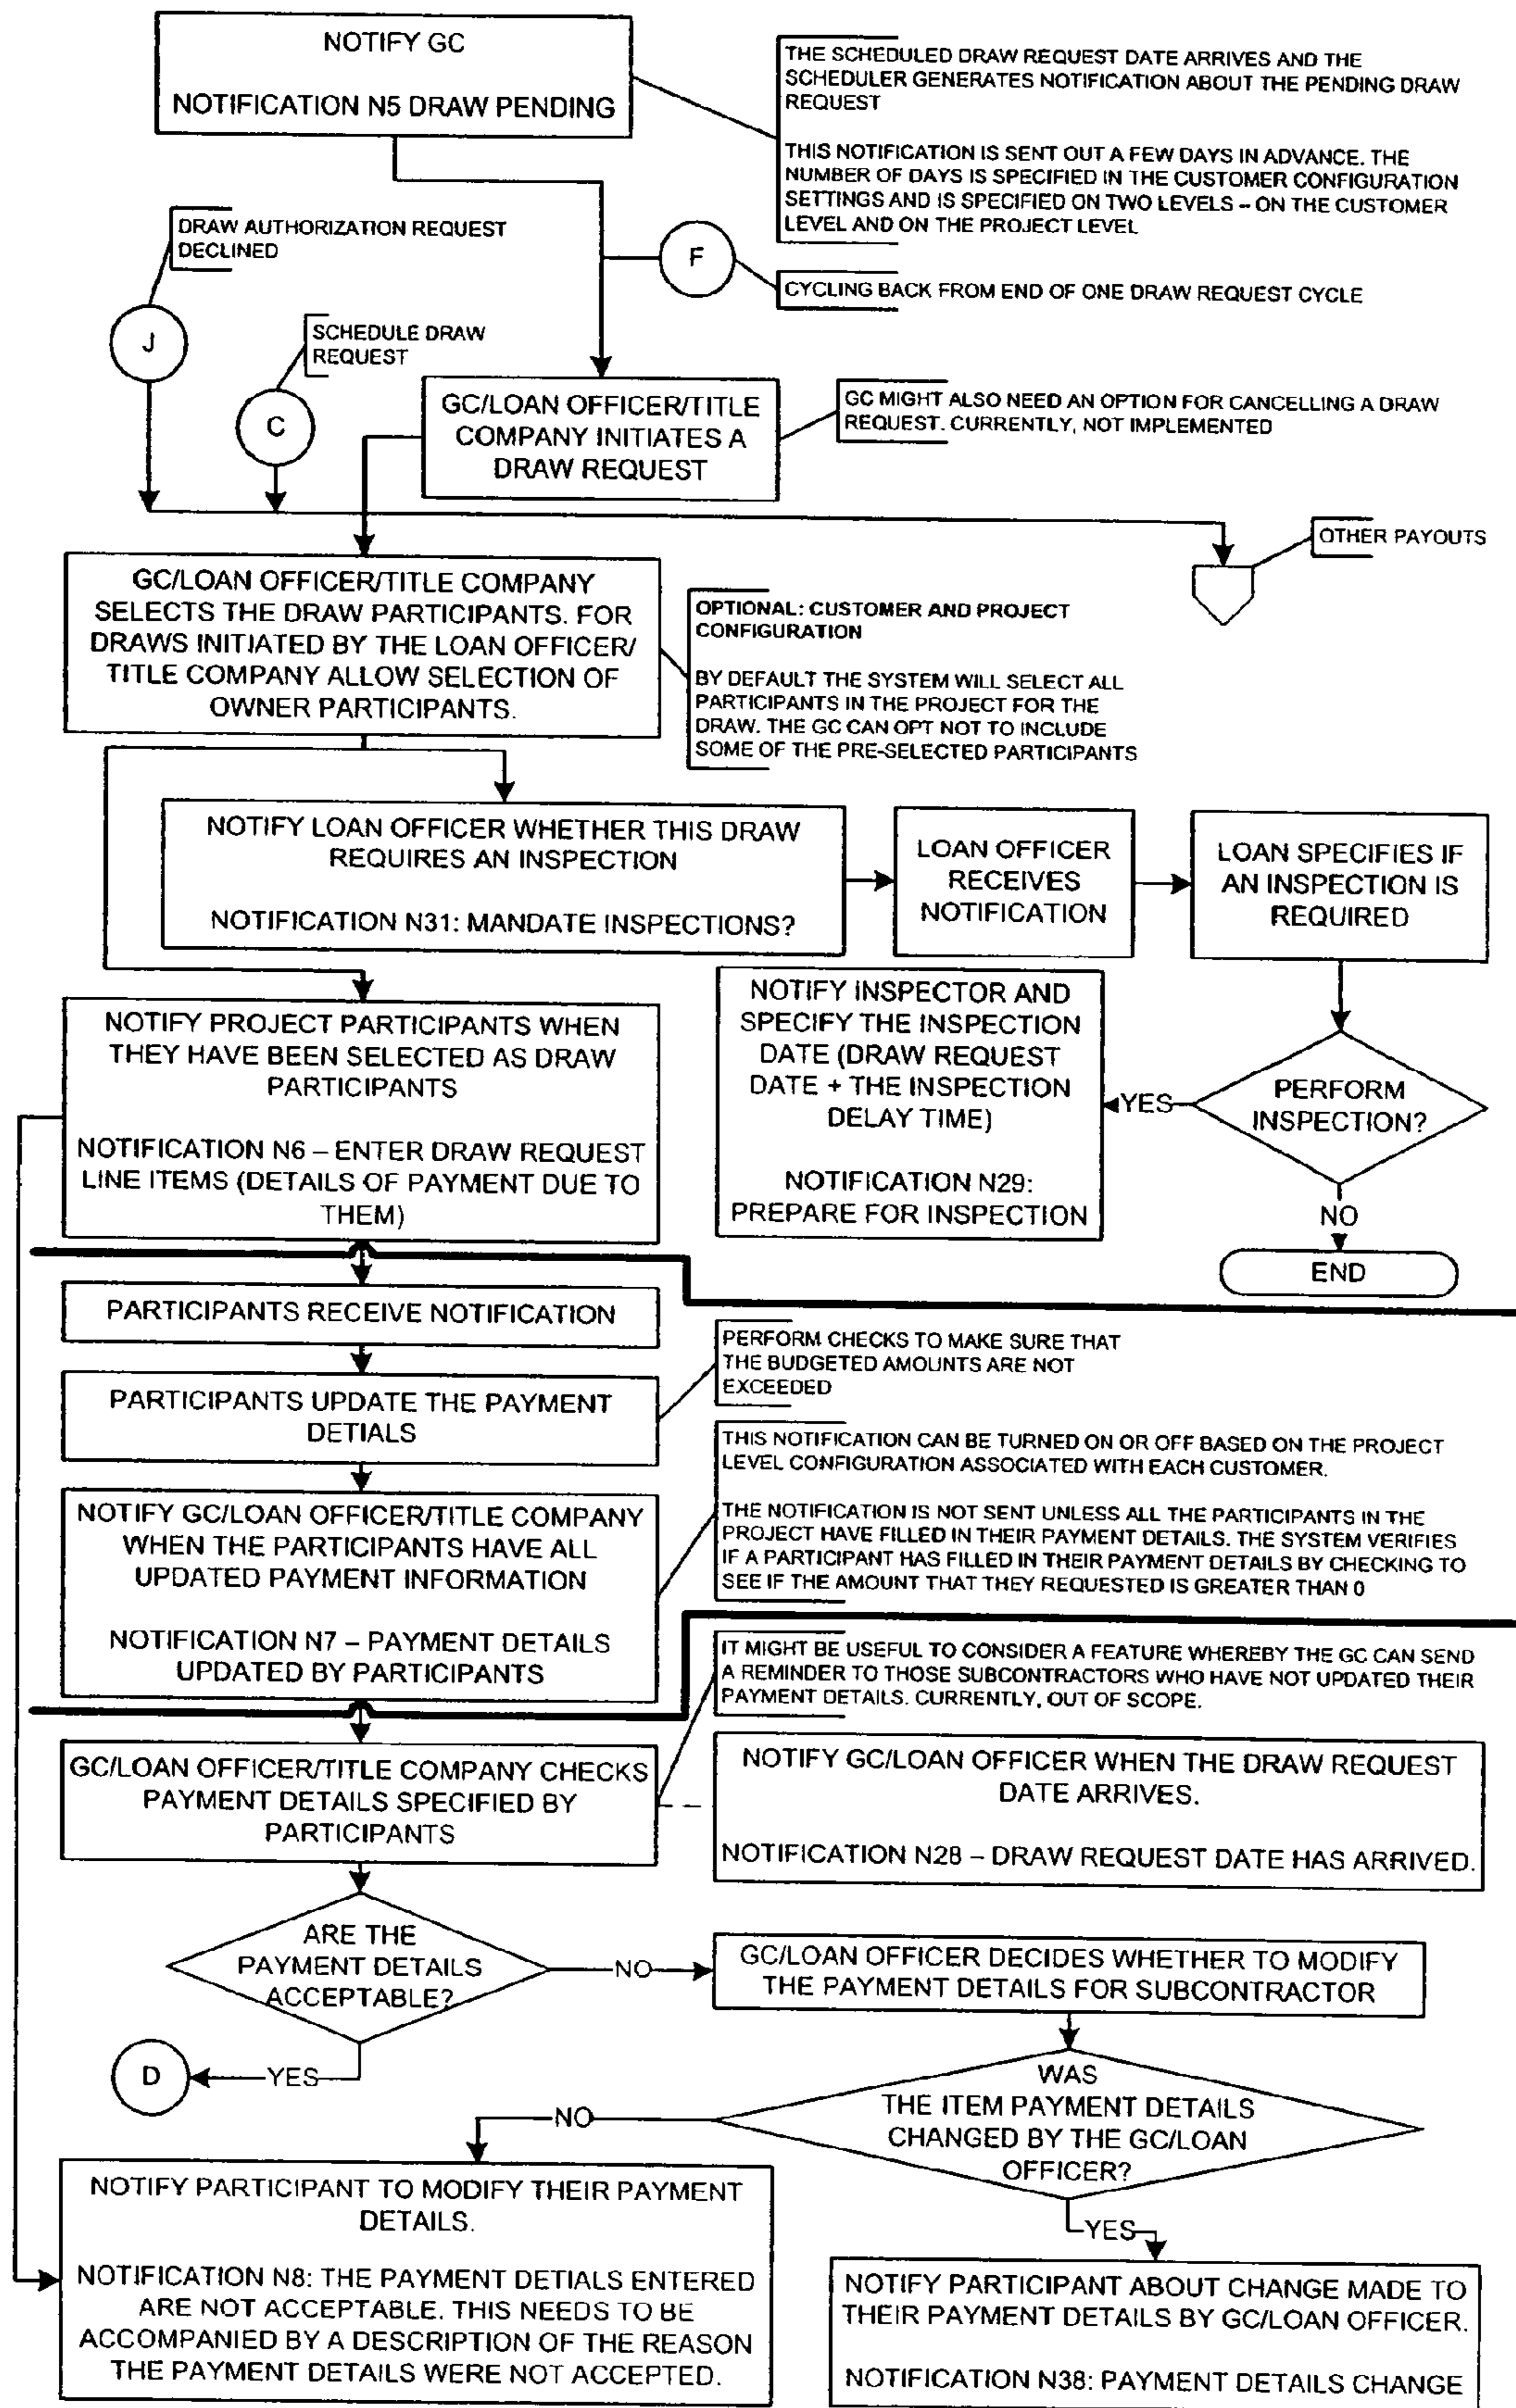 NOTIFY GC
NOTIFICATION N5 DRAW PENDING
THE SCHEDULED DRAW REQUEST DATE ARRIVES AND THE
SCHEDULER GENERATES NOTIFICATION ABOUT THE PENDING DRAW
REQUEST
THIS NOTIFICATION IS SENT OUT A FEW DAYS IN ADVANCE. THE
NUMBER OF DAYS IS SPECIFIED IN THE CUSTOMER CONFIGURATION
SETTINGS AND IS SPECIFIED ON TWO LEVELS – ON THE CUSTOMER
LEVEL AND ON THE PROJECT LEVEL
DRAW AUTHORIZATION REQUEST
DECLINED
F
CYCLING BACK FROM END OF ONE DRAW REQUEST CYCLE
J
SCHEDULE DRAW
REQUEST
C
GC/LOAN OFFICER/TITLE
COMPANY INITIATES A
DRAW REQUEST
GC MIGHT ALSO NEED AN OPTION FOR CANCELLING A DRAW
REQUEST. CURRENTLY, NOT IMPLEMENTED
OTHER PAYOUTS
GC/LOAN OFFICER/TITLE COMPANY
SELECTS THE DRAW PARTICIPANTS. FOR
DRAWS INITIATED BY THE LOAN OFFICER/
TITLE COMPANY ALLOW SELECTION OF
OWNER PARTICIPANTS.
OPTIONAL: CUSTOMER AND PROJECT
CONFIGURATION
BY DEFAULT THE SYSTEM WILL SELECT ALL
PARTICIPANTS IN THE PROJECT FOR THE
DRAW. THE GC CAN OPT NOT TO INCLUDE
SOME OF THE PRE-SELECTED PARTICIPANTS
NOTIFY LOAN OFFICER WHETHER THIS DRAW
REQUIRES AN INSPECTION
NOTIFICATION N31: MANDATE INSPECTIONS?
LOAN OFFICER
RECEIVES
NOTIFICATION
LOAN SPECIFIES IF
AN INSPECTION IS
REQUIRED
NOTIFY PROJECT PARTICIPANTS WHEN
THEY HAVE BEEN SELECTED AS DRAW
PARTICIPANTS
NOTIFICATION N6 – ENTER DRAW REQUEST
LINE ITEMS (DETAILS OF PAYMENT DUE TO
THEM)
NOTIFY INSPECTOR AND
SPECIFY THE INSPECTION
DATE (DRAW REQUEST
DATE + THE INSPECTION
DELAY TIME)
NOTIFICATION N29:
PREPARE FOR INSPECTION
YES
PERFORM
INSPECTION?
NO
END
PARTICIPANTS RECEIVE NOTIFICATION
PARTICIPANTS UPDATE THE PAYMENT
DETIALS
PERFORM CHECKS TO MAKE SURE THAT
THE BUDGETED AMOUNTS ARE NOT
EXCEEDED
NOTIFY GC/LOAN OFFICER/TITLE COMPANY
WHEN THE PARTICIPANTS HAVE ALL
UPDATED PAYMENT INFORMATION
NOTIFICATION N7 – PAYMENT DETAILS
UPDATED BY PARTICIPANTS
THIS NOTIFICATION CAN BE TURNED ON OR OFF BASED ON THE PROJECT
LEVEL CONFIGURATION ASSOCIATED WITH EACH CUSTOMER.
THE NOTIFICATION IS NOT SENT UNLESS ALL THE PARTICIPANTS IN THE
PROJECT HAVE FILLED IN THEIR PAYMENT DETAILS. THE SYSTEM VERIFIES
IF A PARTICIPANT HAS FILLED IN THEIR PAYMENT DETAILS BY CHECKING TO
SEE IF THE AMOUNT THAT THEY REQUESTED IS GREATER THAN 0
IT MIGHT BE USEFUL TO CONSIDER A FEATURE WHEREBY THE GC CAN SEND
A REMINDER TO THOSE SUBCONTRACTORS WHO HAVE NOT UPDATED THEIR
PAYMENT DETAILS. CURRENTLY, OUT OF SCOPE.
GC/LOAN OFFICER/TITLE COMPANY CHECKS
PAYMENT DETAILS SPECIFIED BY
PARTICIPANTS
NOTIFY GC/LOAN OFFICER WHEN THE DRAW REQUEST
DATE ARRIVES.
NOTIFICATION N28 – DRAW REQUEST DATE HAS ARRIVED.
ARE THE
PAYMENT DETAILS
ACCEPTABLE?
NO
GC/LOAN OFFICER DECIDES WHETHER TO MODIFY
THE PAYMENT DETAILS FOR SUBCONTRACTOR
D
YES
WAS
THE ITEM PAYMENT DETAILS
CHANGED BY THE GC/LOAN
OFFICER?
NO
YES
NOTIFY PARTICIPANT TO MODIFY THEIR PAYMENT
DETAILS.
NOTIFICATION N8: THE PAYMENT DETIALS ENTERED
ARE NOT ACCEPTABLE. THIS NEEDS TO BE
ACCOMPANIED BY A DESCRIPTION OF THE REASON
THE PAYMENT DETAILS WERE NOT ACCEPTED.
NOTIFY PARTICIPANT ABOUT CHANGE MADE TO
THEIR PAYMENT DETAILS BY GC/LOAN OFFICER.
NOTIFICATION N38: PAYMENT DETAILS CHANGE